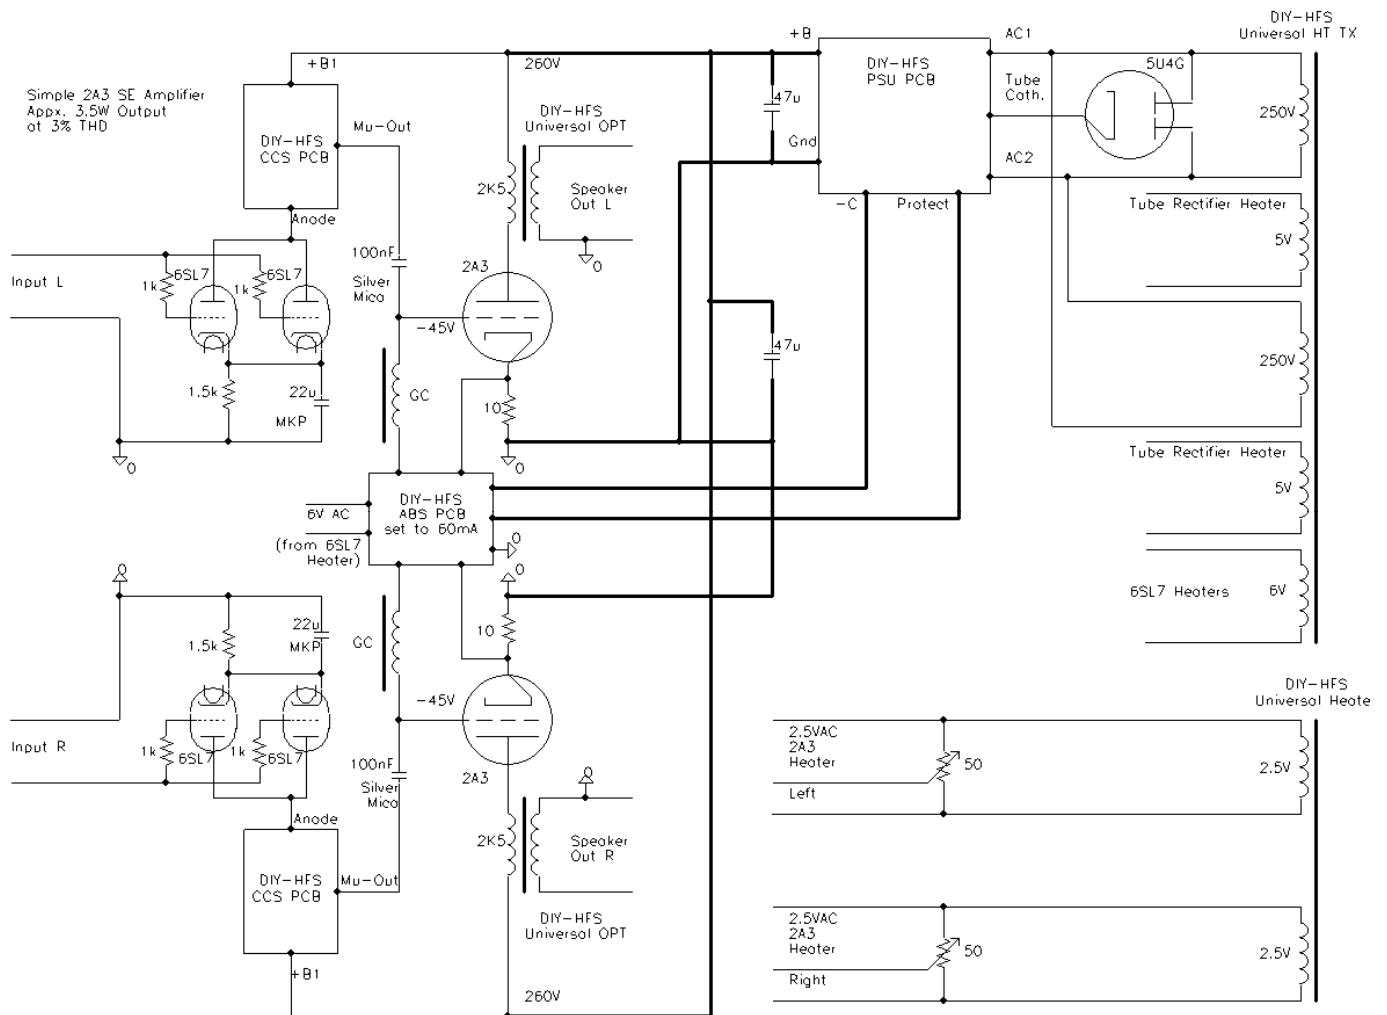 DIY-HFS
Universal HT TX
+B
AC1
+B1
260V
DIY-HFS
PSU PCB
Tube
Cath.
5U4G
Simple 2A3 SE Amplifier
Appx. 3.5W Output
at 3% THD
47u
DIY-HFS
Universal OPT
250V
Mu-Out
DIY-HFS
CCS PCB
Gnd
AC2
2K5
Speaker
Out L
-C
Protect
Tube Rectifier Heater
5V
Anode
100nF
Silver
Mica
2A3
0
Input L
1k
6SL7
1k
6SL7
-45V
47u
250V
1.5k
22u
MKP
GC
10
0
0
Tube Rectifier Heater
5V
DIY-HFS
ABS PCB
set to 60mA
6V AC
(from 6SL7
Heater)
0
0
0
6SL7 Heaters
6V
1.5k
22u
MKP
GC
10
-45V
DIY-HFS
Universal Heate
Input R
1k
6SL7
1k
6SL7
100nF
Silver
Mica
2A3
0
2.5VAC
2A3
Heater
50
2.5V
Left
Anode
2K5
Speaker
Out R
DIY-HFS
CCS PCB
Mu-Out
DIY-HFS
Universal OPT
2.5VAC
2A3
Heater
50
2.5V
Right
+B1
260V